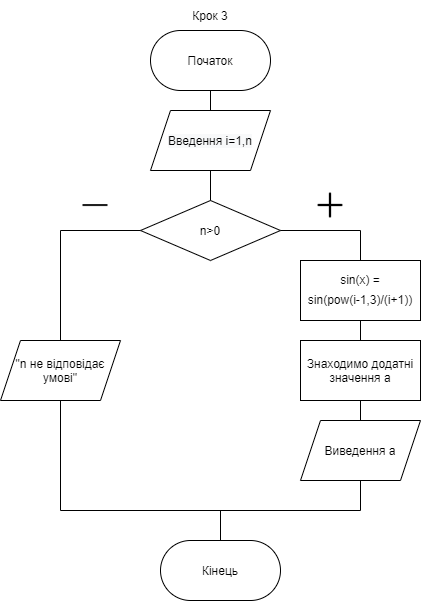 Крок 3
Початок
Введення i=1,n
n>0
sin(x) =
sin(pow(i-1,3)/(i+1))
"n не відповідає
умові"
Знаходимо додатні
значення a
Виведення a
Кінець